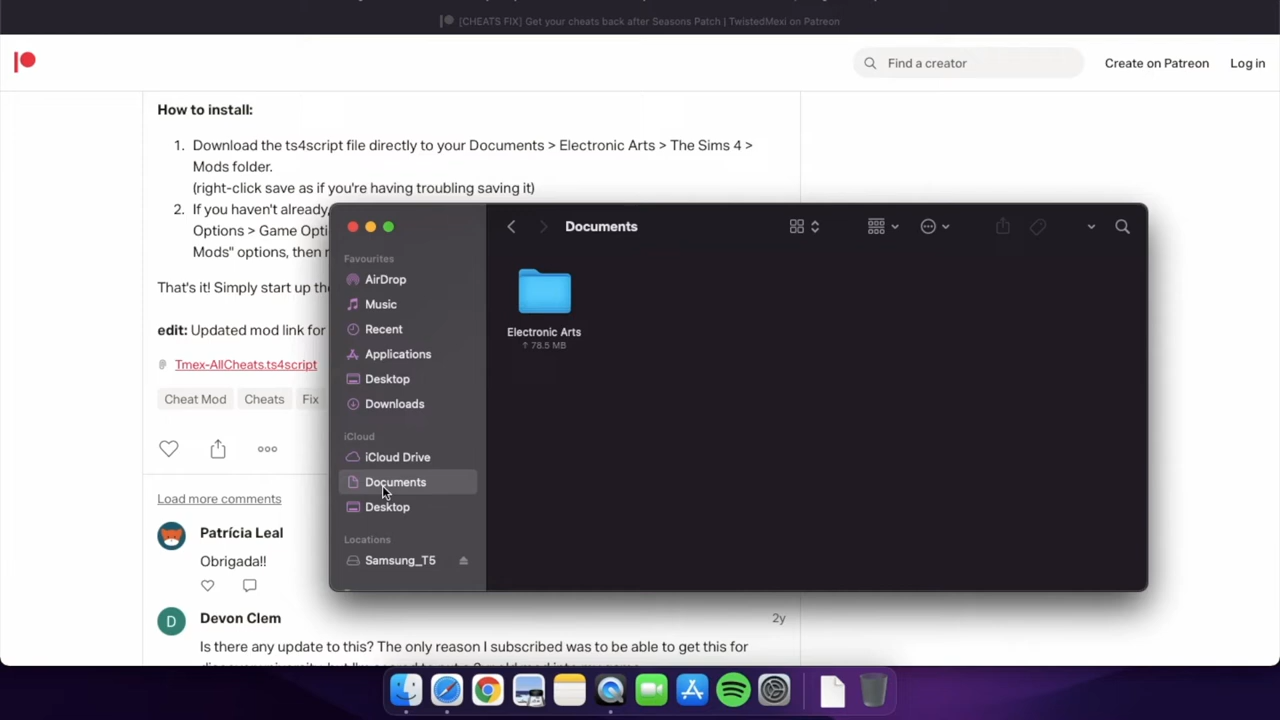 [CHEATS FIX] Get your cheats back after Seasons Patch | TwistedMexi on Patreon
Find a creator
Create on Patreon
Log in
How to install:
1. Download the ts4script file directly to your Documents > Electronic Arts > The Sims 4 >
Mods folder.
(right-click save as if you're having troubling saving it)
2. If you haven't already,
Options > Game Opti
Mods" options, then
That's it! Simply start up the
edit: Updated mod link for
Tmex-AllCheats.ts4script
Cheat Mod
Cheats
Fix
Load more comments
Patrícia Leal
Obrigada!!
D
Devon Clem
2y
Is there any update to this? The only reason I subscribed was to be able to get this for
Documents
Favourites
AirDrop
Music
Recent
Applications
Desktop
Downloads
iCloud
iCloud Drive
Documents
Desktop
Locations
Samsung_T5
Electronic Arts
↑ 78.5 MB